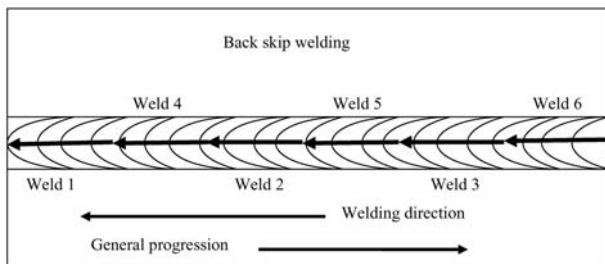 Back skip welding
Weld 4 Weld 5 Weld 6
Weld 1 Weld 2 Weld 3
Welding direction
General progression